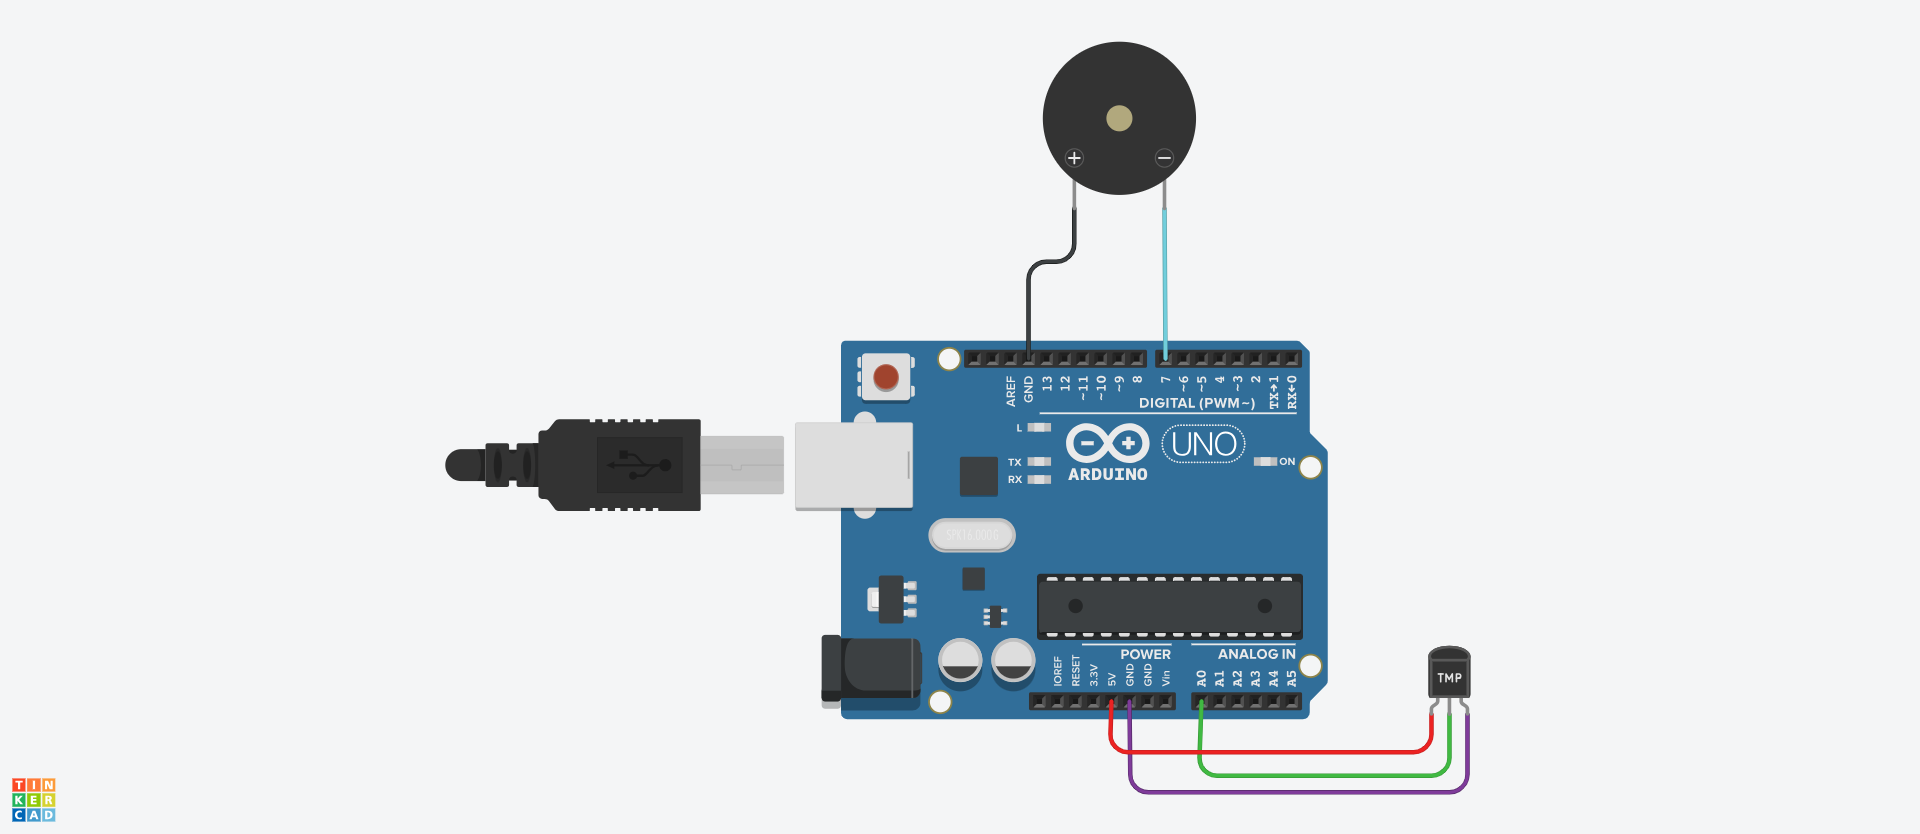 + −
AREF GND 13 12 ~11 ~10 ~9 8 7 ~6 ~5 4 ~3 2 TX→1 RX←0
DIGITAL (PWM~)
L
TX
RX
ARDUINO
UNO
ON
SPK16.000G
POWER
ANALOG IN
IOREF RESET 3.3V 5V GND GND Vin A0 A1 A2 A3 A4 A5
TMP
TIN
KER
CAD